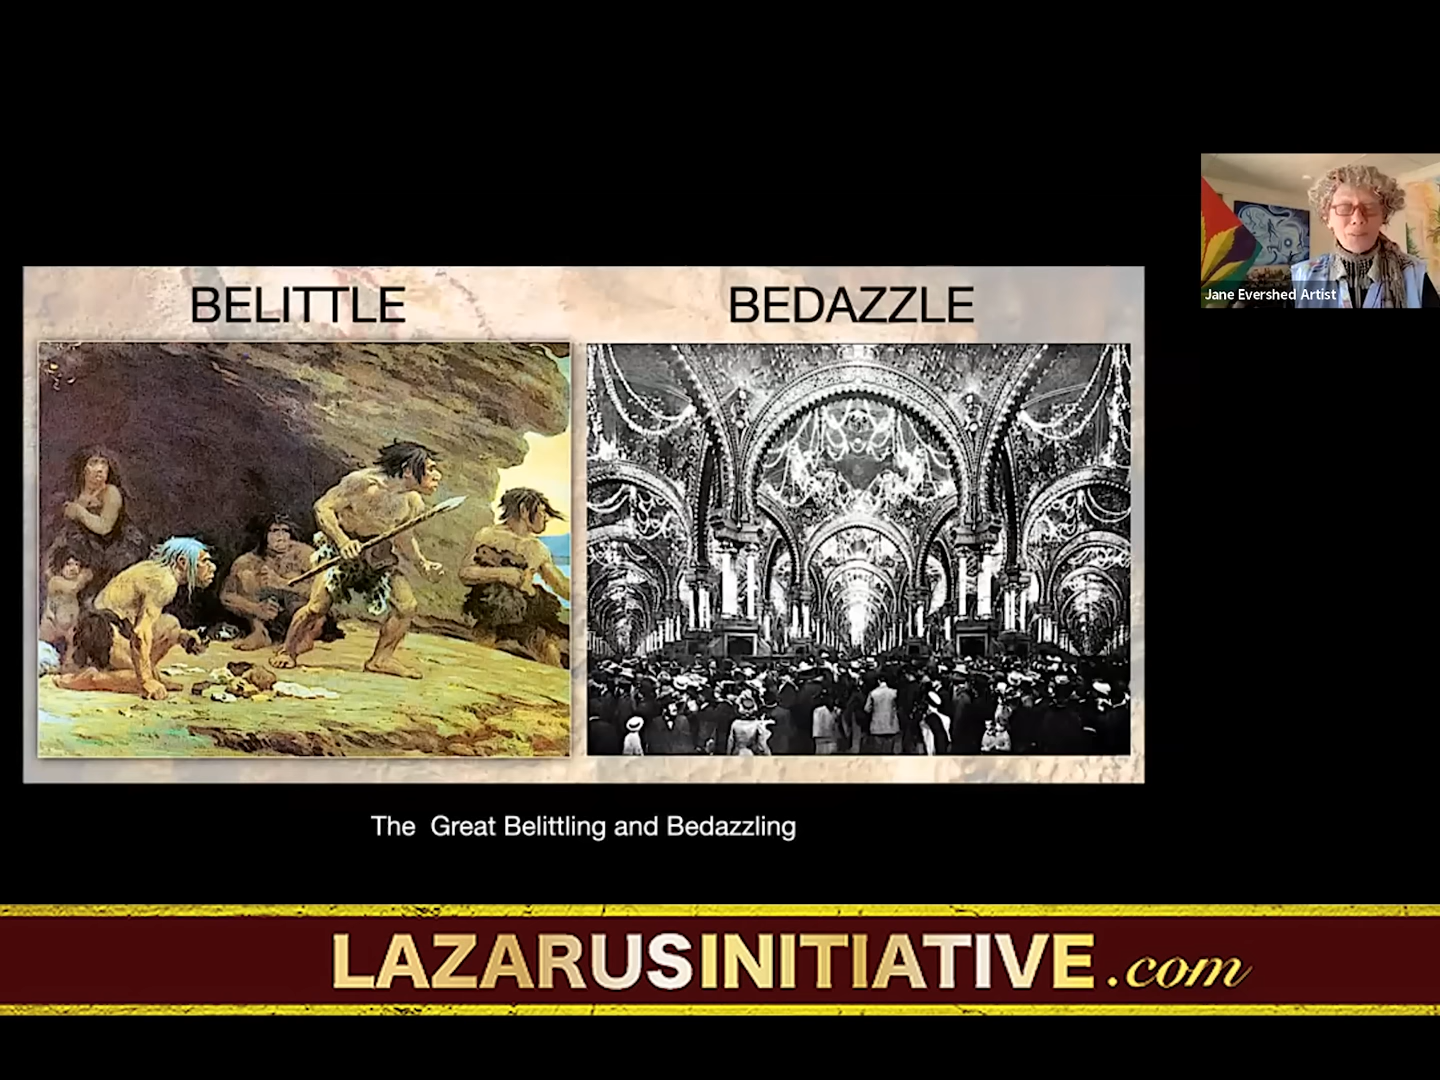 BELITTLE
BEDAZZLE
Jane Evershed Artist
The Great Belittling and Bedazzling
LAZARUSINITIATIVE.com